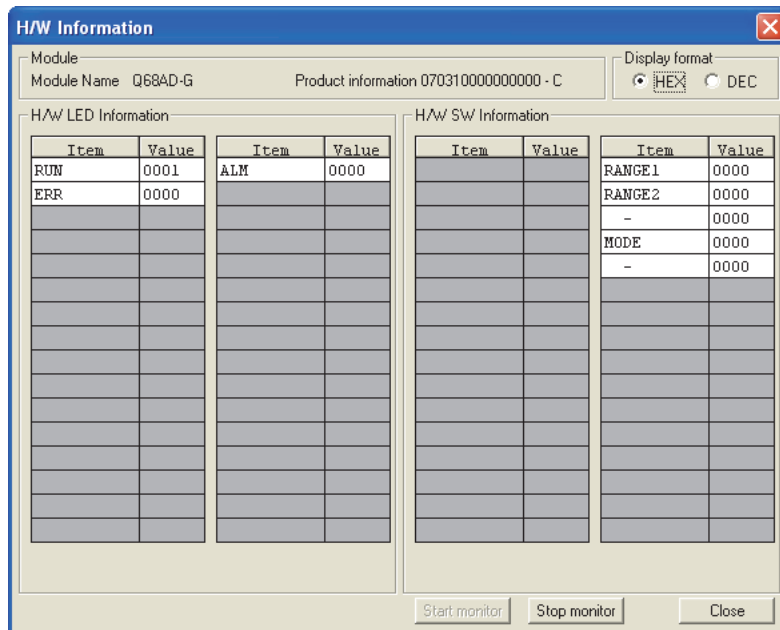 H/W Information
Module
Module Name Q68AD-G Product information 070310000000000 - C
Display format
HEX DEC
H/W LED Information
Item Value Item Value
RUN 0001 ALM 0000
ERR 0000
H/W SW Information
Item Value Item Value
RANGE1 0000
RANGE2 0000
- 0000
MODE 0000
- 0000
Start monitor Stop monitor Close